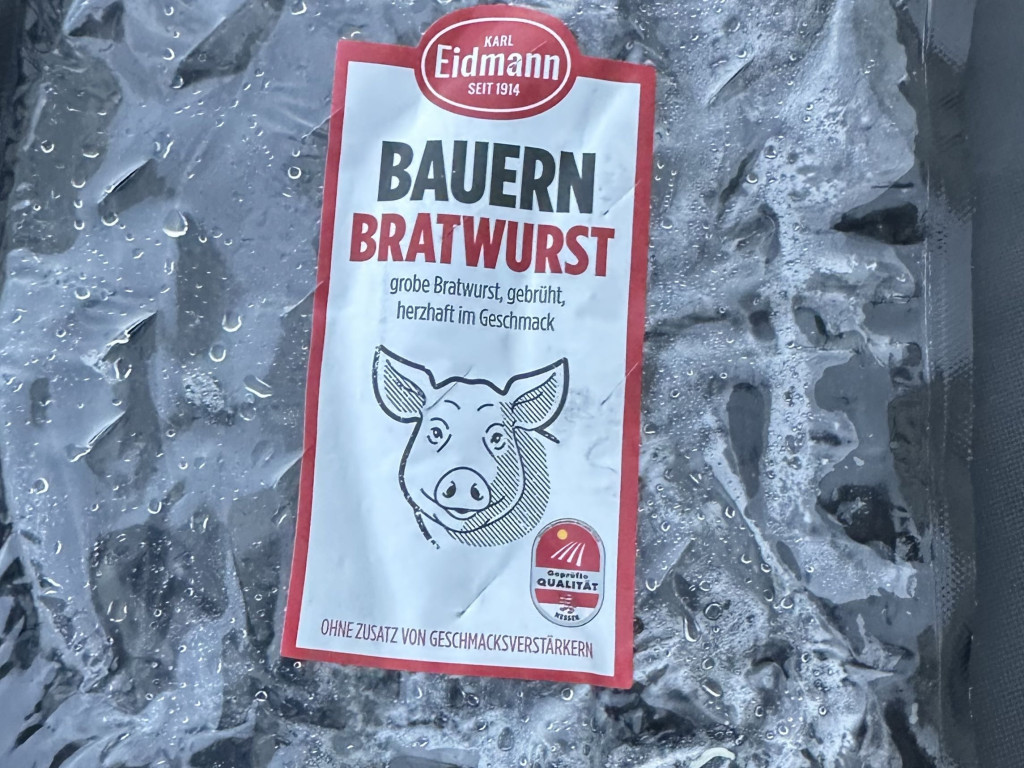 KARL
Eidmann
SEIT 1914
BAUERN
BRATWURST
grobe Bratwurst, gebrüht,
herzhaft im Geschmack
Geprüfte
QUALITÄT
HESSEN
OHNE ZUSATZ VON GESCHMACKSVERSTÄRKERN